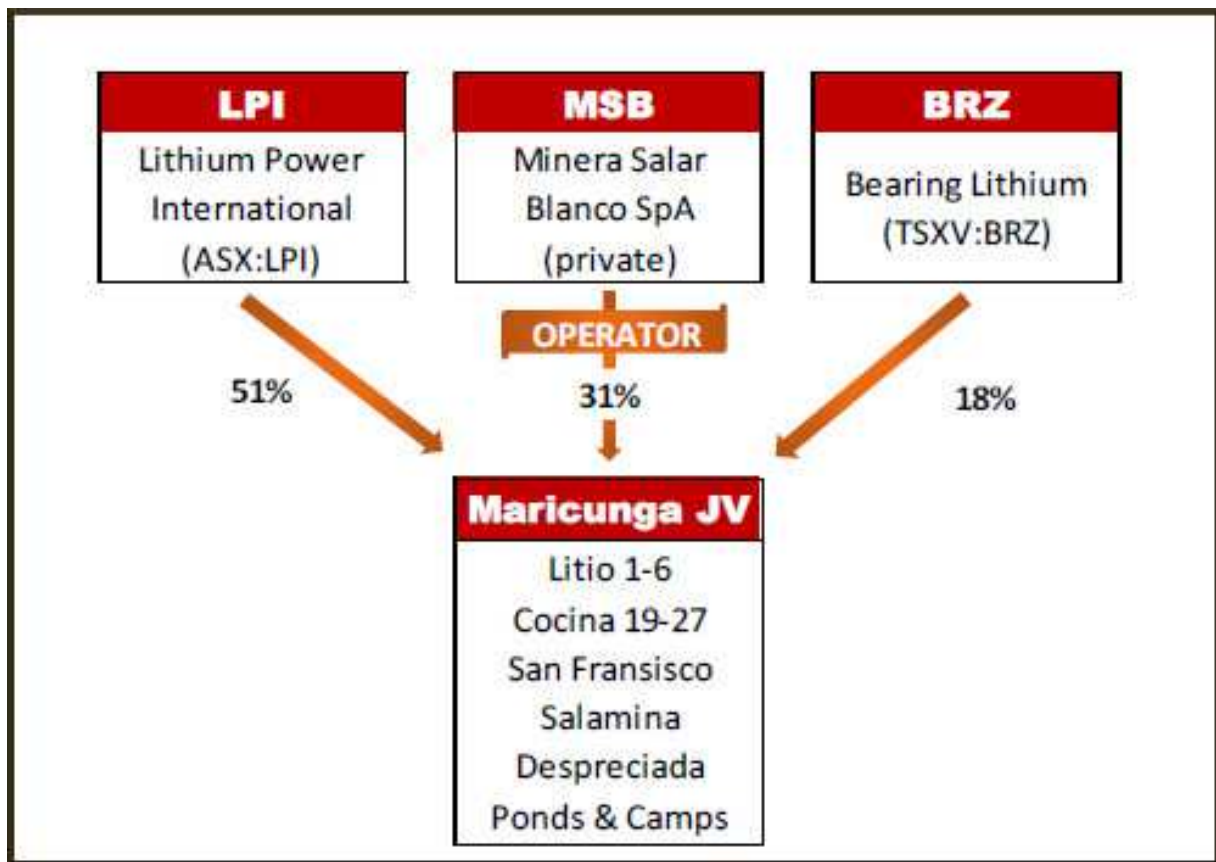 LPI
Lithium Power
International
(ASX:LPI)
MSB
Minera Salar
Blanco SpA
(private)
BRZ
Bearing Lithium
(TSXV:BRZ)
OPERATOR
51%
31%
18%
Maricunga JV
Litio 1-6
Cocina 19-27
San Fransisco
Salamina
Despreciada
Ponds & Camps